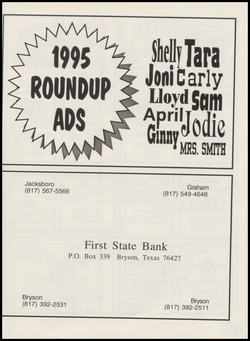 1995
ROUNDUP
ADS
Shelly Tara
Joni Carly
Lloyd Sam
April Jodie
Ginny
MRS. SMITH
Jacksboro
(817) 567-5566
Graham
(817) 549-4648
First State Bank
P.O. Box 339 Bryson, Texas 76427
Bryson
(817) 392-2531
Bryson
(817) 392-2511